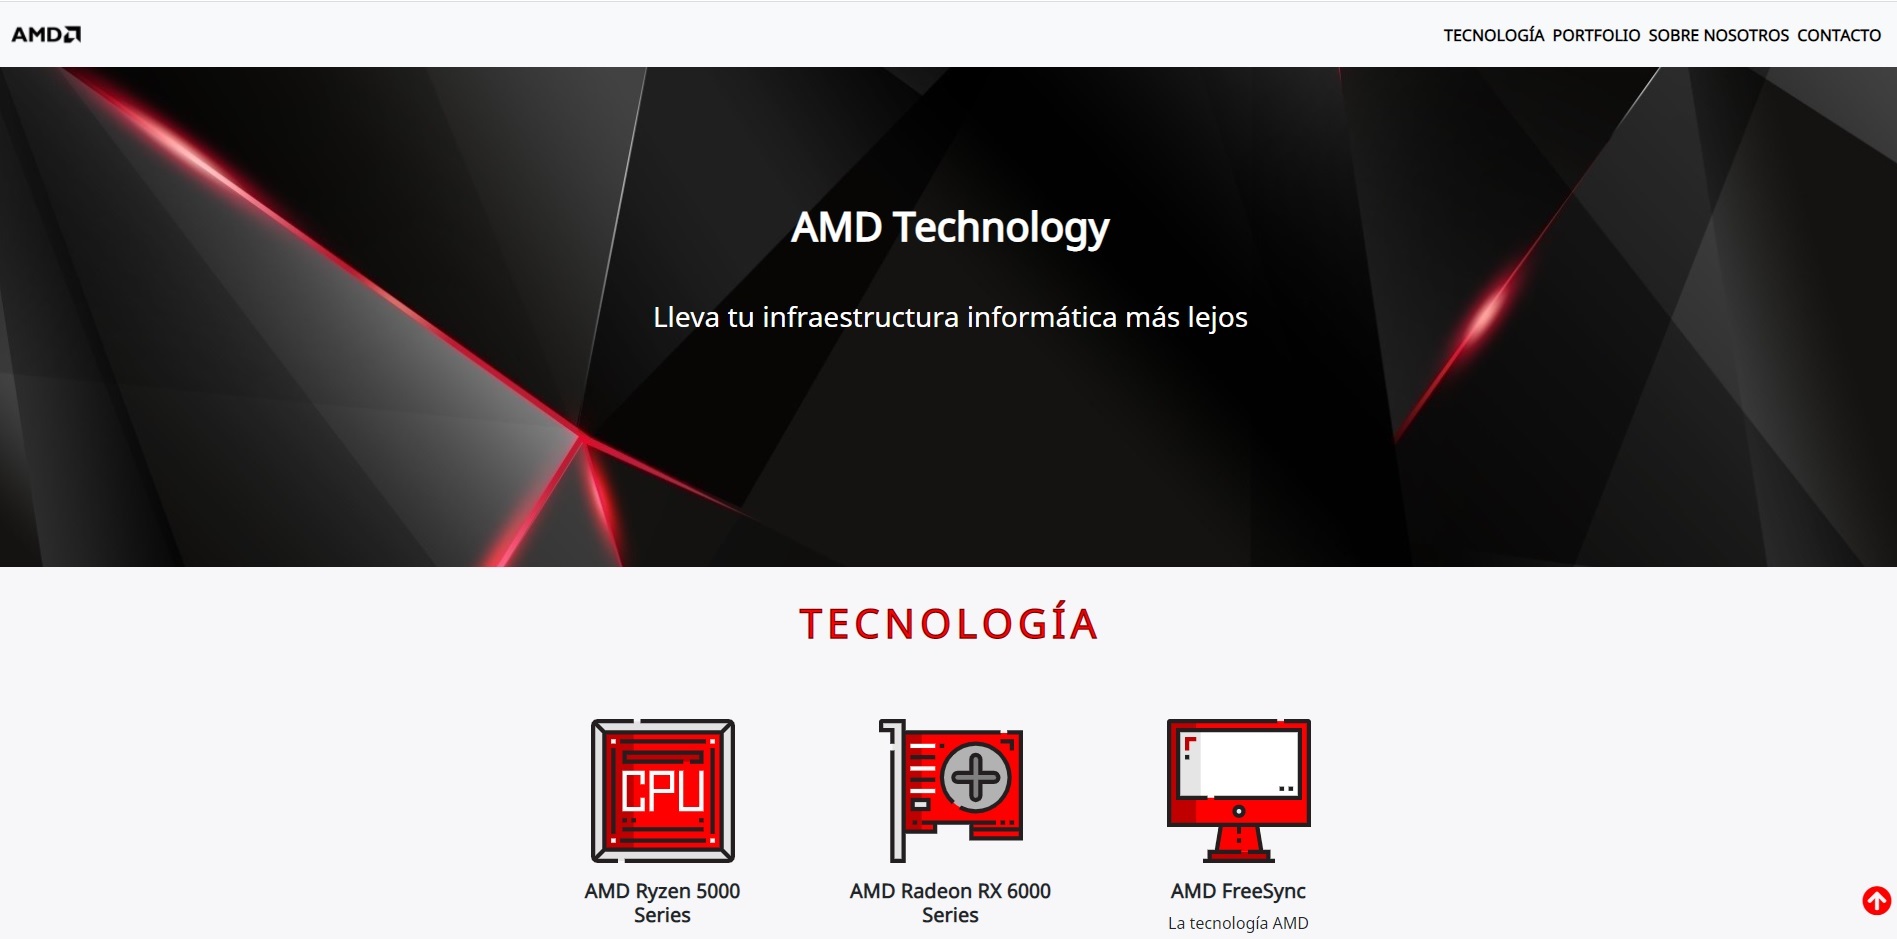 AMD
TECNOLOGÍA PORTFOLIO SOBRE NOSOTROS CONTACTO
AMD Technology
Lleva tu infraestructura informática más lejos
TECNOLOGÍA
CPU
AMD Ryzen 5000
Series
AMD Radeon RX 6000
Series
AMD FreeSync
La tecnología AMD